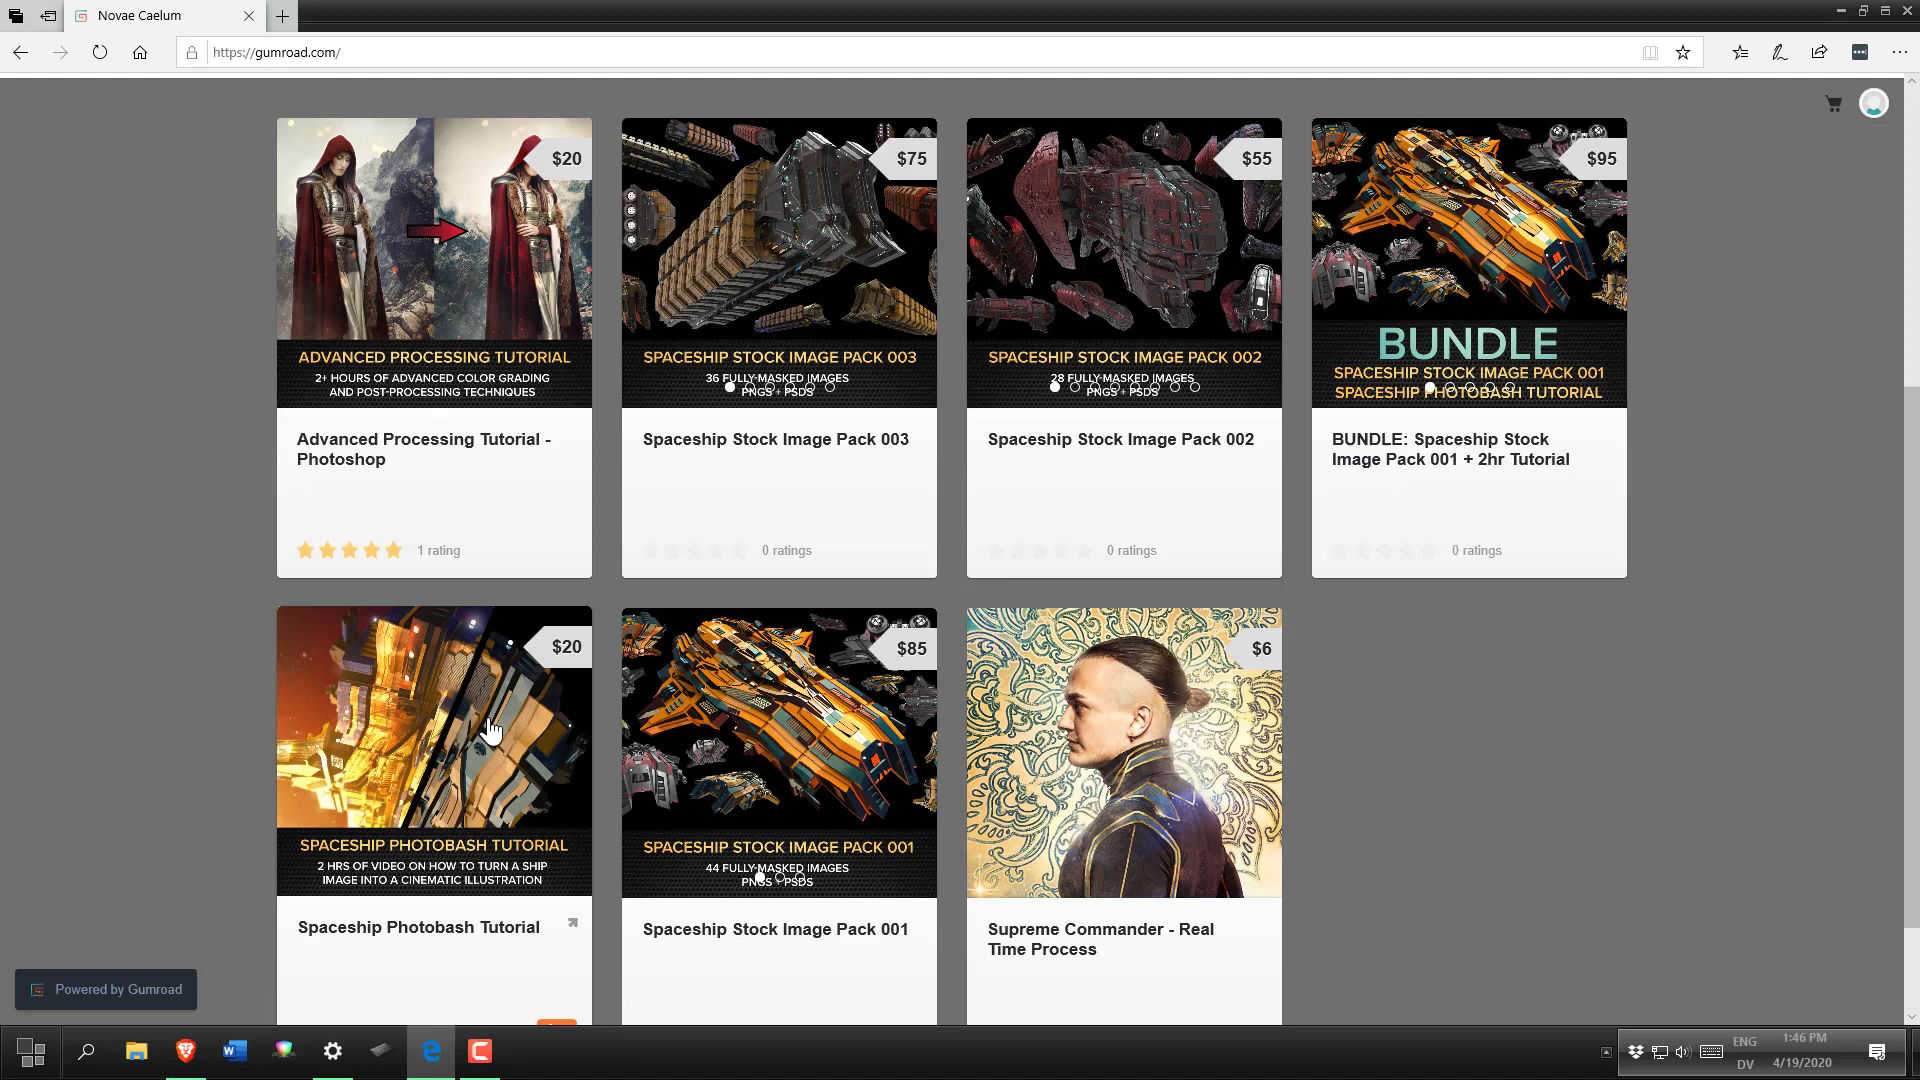 Novae Caelum
https://gumroad.com/
$20
ADVANCED PROCESSING TUTORIAL
2+ HOURS OF ADVANCED COLOR GRADING
AND POST-PROCESSING TECHNIQUES
Advanced Processing Tutorial -
Photoshop
1 rating
$75
SPACESHIP STOCK IMAGE PACK 003
36 FULLY-MASKED IMAGES
PNGS + PSDS
Spaceship Stock Image Pack 003
0 ratings
$55
SPACESHIP STOCK IMAGE PACK 002
28 FULLY-MASKED IMAGES
PNGS + PSDS
Spaceship Stock Image Pack 002
0 ratings
$95
BUNDLE
SPACESHIP STOCK IMAGE PACK 001
SPACESHIP PHOTOBASH TUTORIAL
BUNDLE: Spaceship Stock
Image Pack 001 + 2hr Tutorial
0 ratings
$20
SPACESHIP PHOTOBASH TUTORIAL
2 HRS OF VIDEO ON HOW TO TURN A SHIP
IMAGE INTO A CINEMATIC ILLUSTRATION
Spaceship Photobash Tutorial
$85
SPACESHIP STOCK IMAGE PACK 001
44 FULLY-MASKED IMAGES
PNGS + PSDS
Spaceship Stock Image Pack 001
$6
Supreme Commander - Real
Time Process
Powered by Gumroad
ENG
DV
1:46 PM
4/19/2020